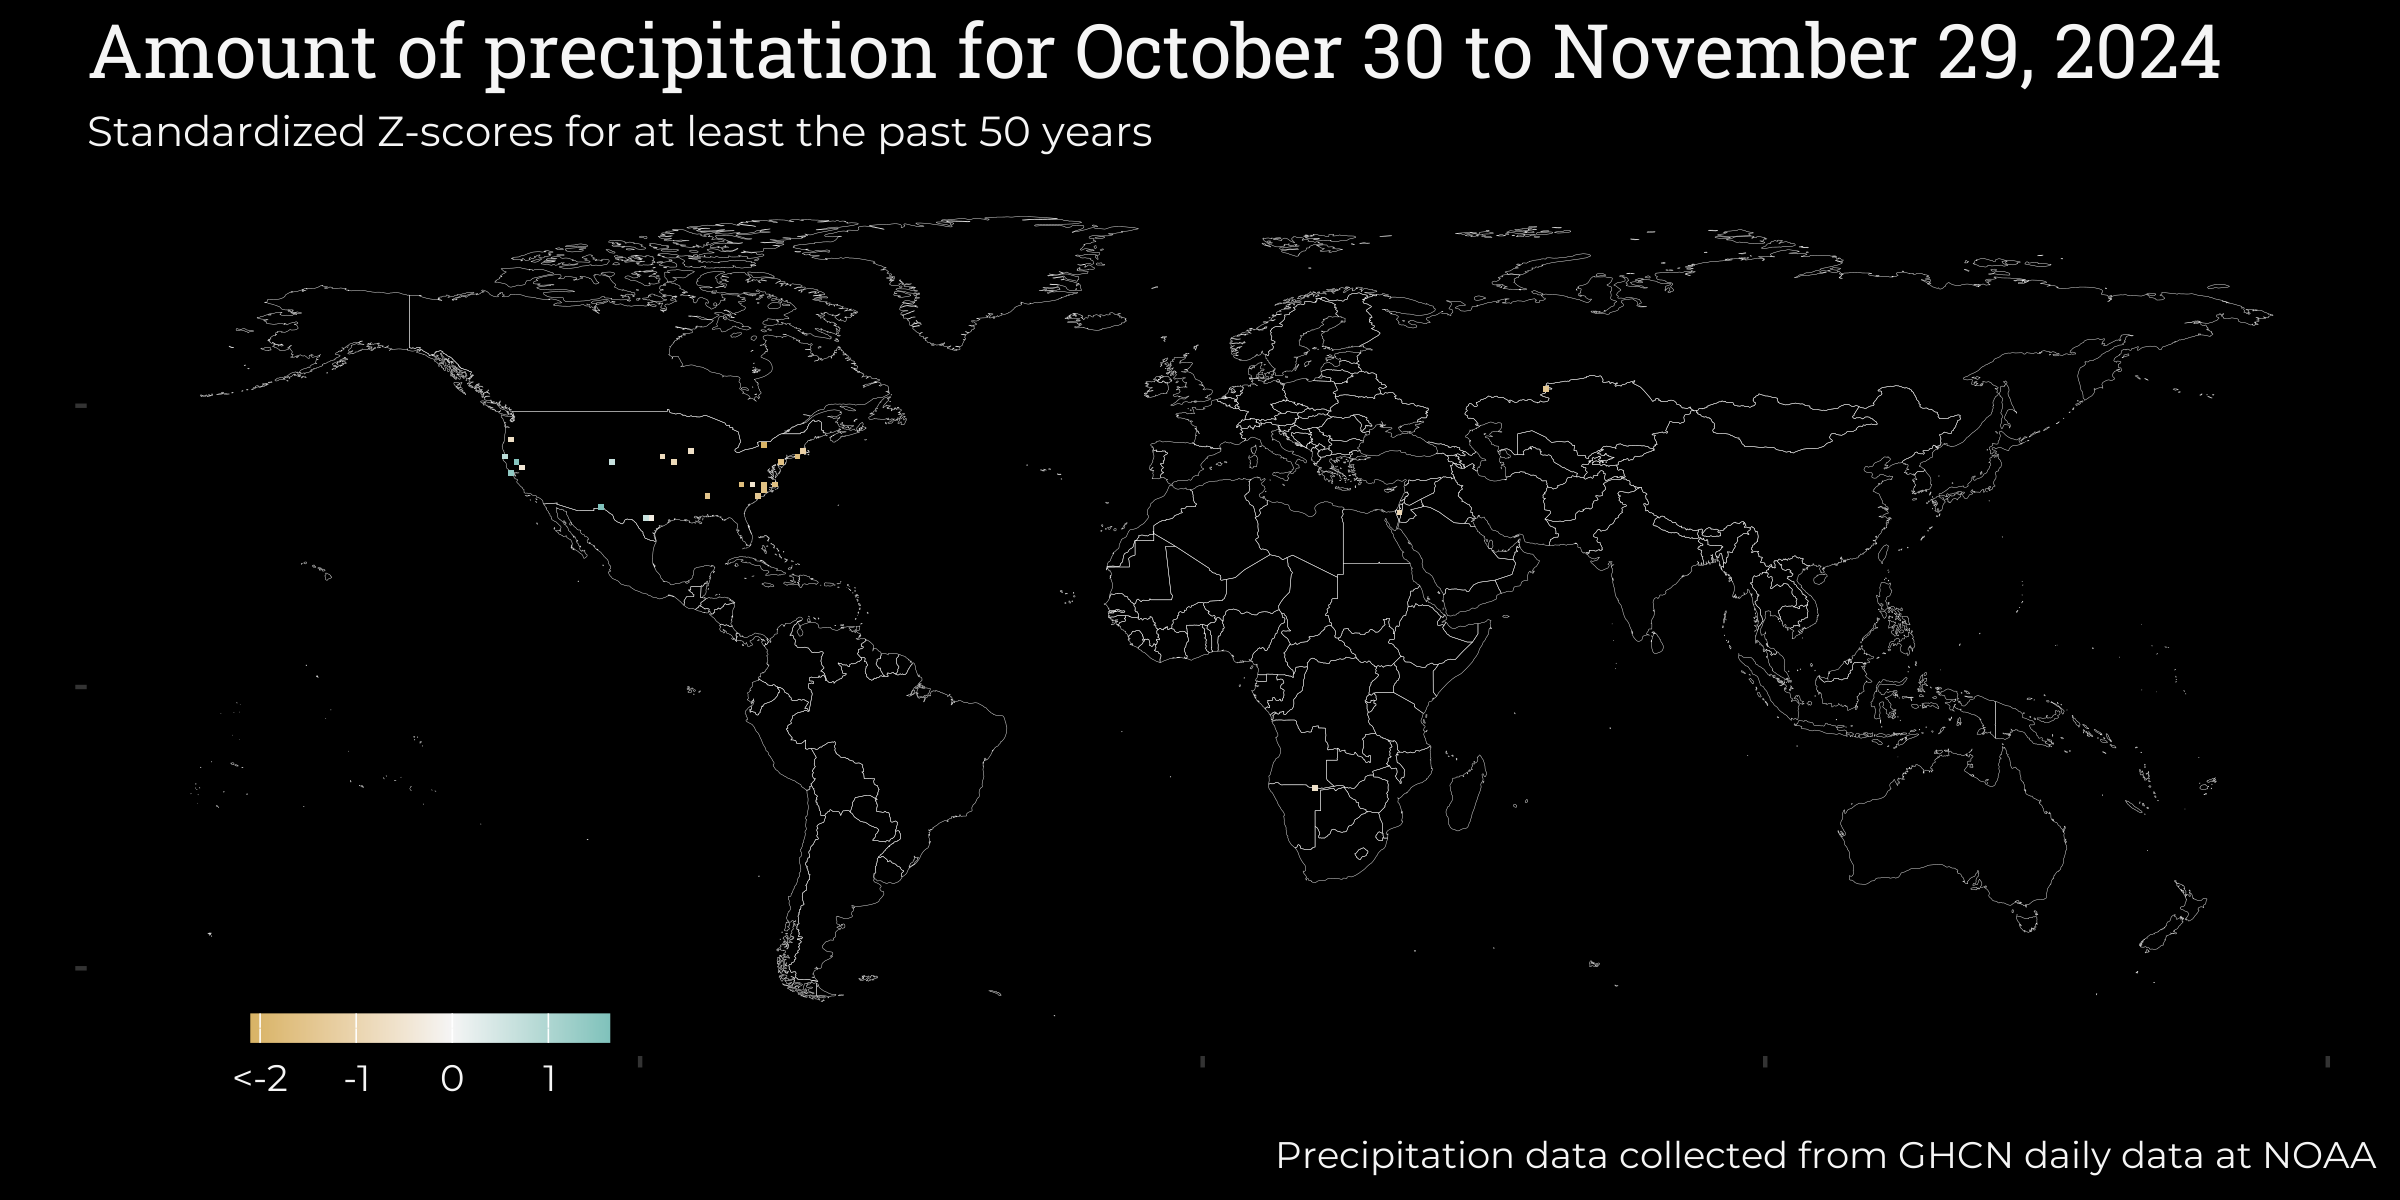 Amount of precipitation for October 30 to November 29, 2024
Standardized Z-scores for at least the past 50 years
<-2 -1 0 1
Precipitation data collected from GHCN daily data at NOAA